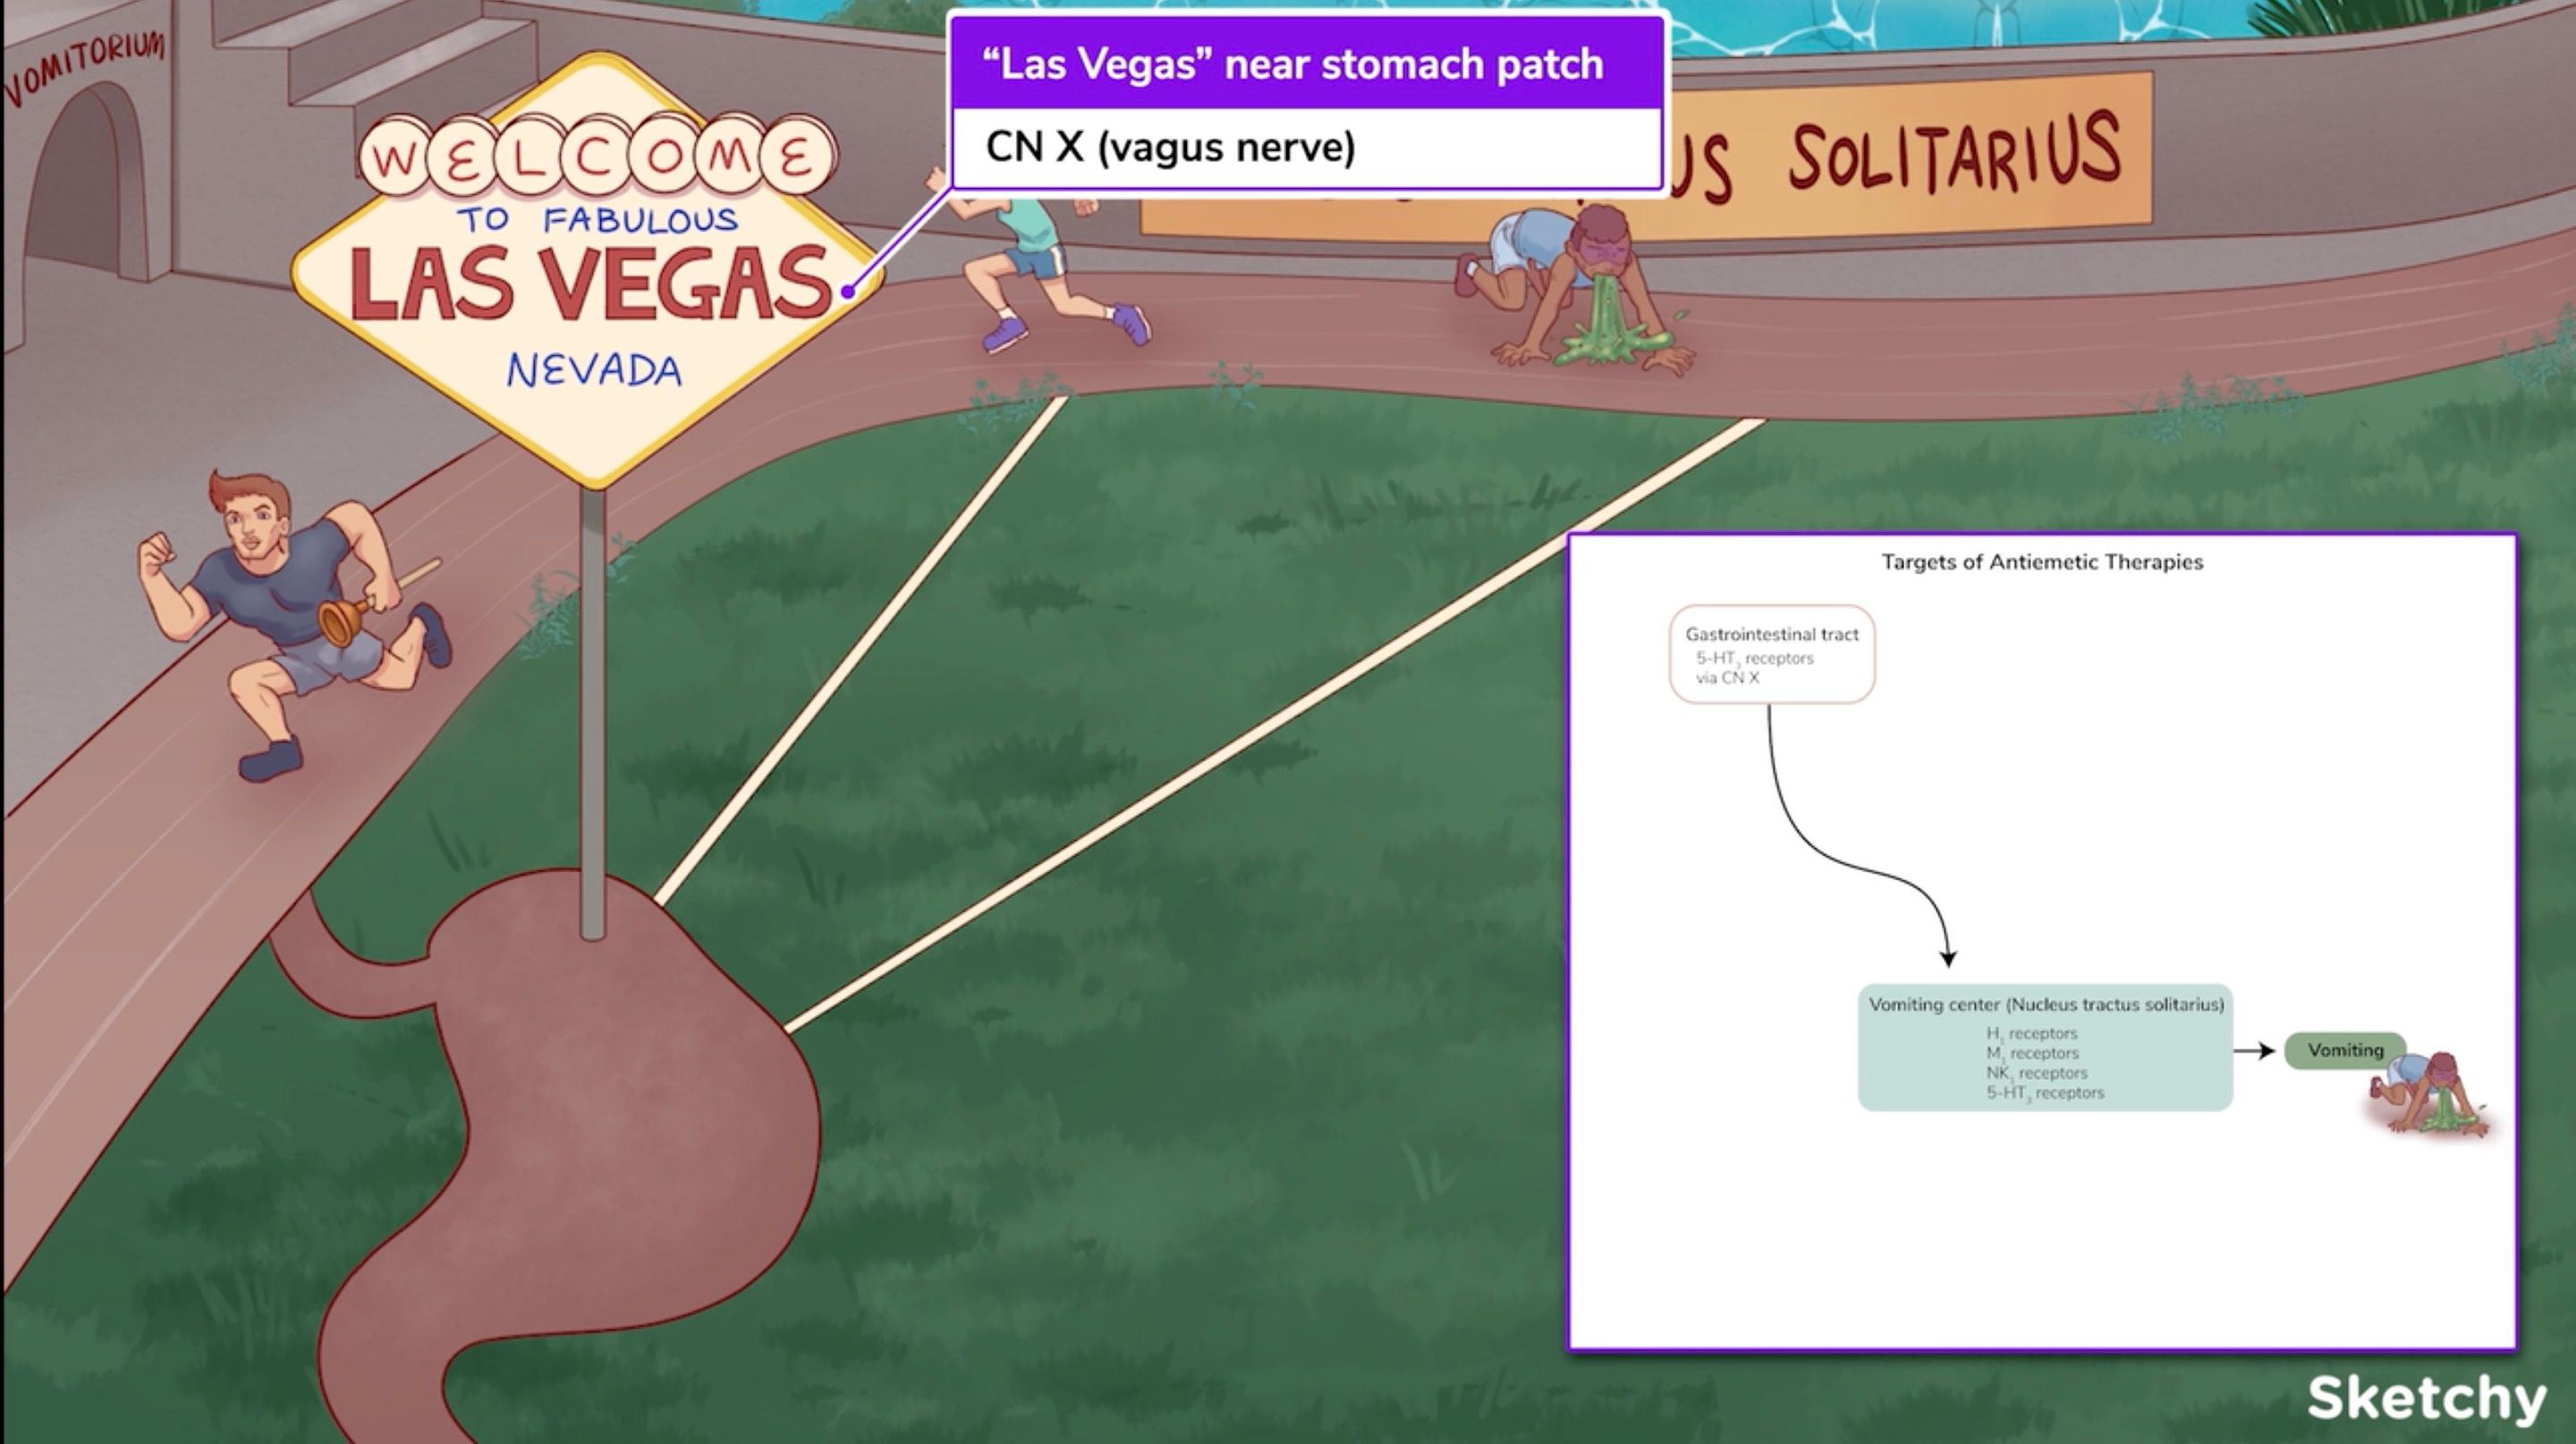 VOMITORIUM
“Las Vegas” near stomach patch
CN X (vagus nerve)
WELCOME
TO FABULOUS
LAS VEGAS
NEVADA
US SOLITARIUS
Targets of Antiemetic Therapies
Gastrointestinal tract
5-HT₃ receptors
via CN X
Vomiting center (Nucleus tractus solitarius)
H₁ receptors
M₁ receptors
NK₁ receptors
5-HT₃ receptors
Vomiting
Sketchy